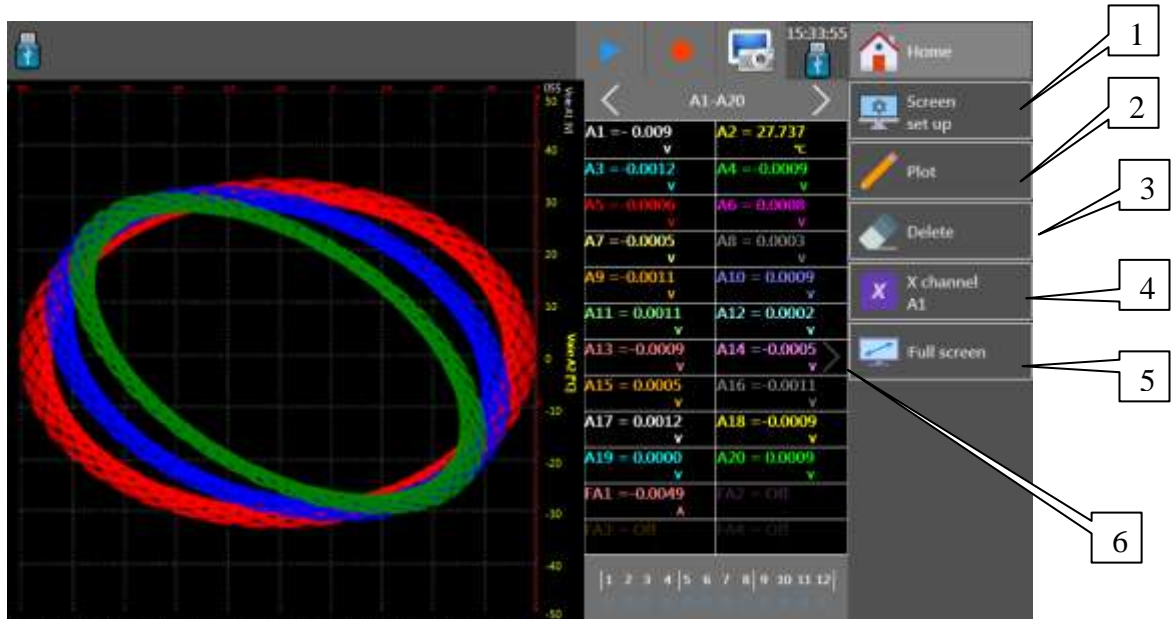 15:33:55
Home
Screen
set up
Plot
Delete
X channel
A1
X
Full screen
A1-A20
A1 =- 0.009
V
A2 = 27.737
°C
A3 =-0.0012
V
A4 =-0.0009
V
A5 =-0.0006
V
A6 = 0.0008
V
A7 =-0.0005
V
A8 = 0.0003
V
A9 =-0.0011
V
A10 = 0.0009
V
A11 = 0.0011
V
A12 = 0.0002
V
A13 =-0.0009
V
A14 =-0.0005
V
A15 = 0.0005
V
A16 =-0.0011
V
A17 = 0.0012
V
A18 =-0.0009
V
A19 = 0.0000
V
A20 = 0.0009
V
FA1 =-0.0049
A
FA2 = Off
FA3 = Off
FA4 = Off
1 2 3 4 5 6 7 8 9 10 11 12
50
40
30
20
10
0
-10
-20
-30
-40
-50
1
2
3
4
5
6